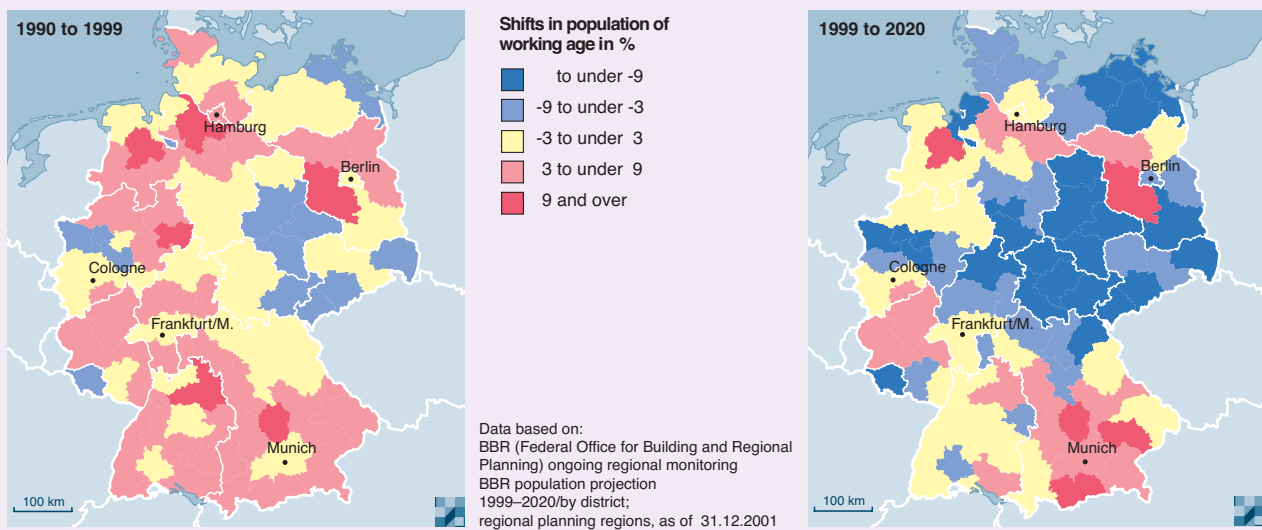 1990 to 1999
Hamburg
Berlin
Cologne
Frankfurt/M.
Munich
100 km
Shifts in population of
working age in %
to under -9
-9 to under -3
-3 to under 3
3 to under 9
9 and over
Data based on:
BBR (Federal Office for Building and Regional
Planning) ongoing regional monitoring
BBR population projection
1999–2020/by district;
regional planning regions, as of 31.12.2001
1999 to 2020
Hamburg
Berlin
Cologne
Frankfurt/M.
Munich
100 km